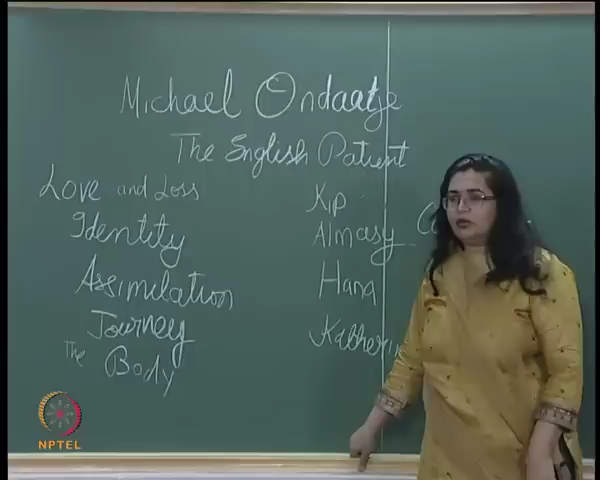 Michael Ondaatje
The English Patient
Love and Loss
Identity
Assimilation
Journey
The Body
Kip
Almasy
Hana
NPTEL